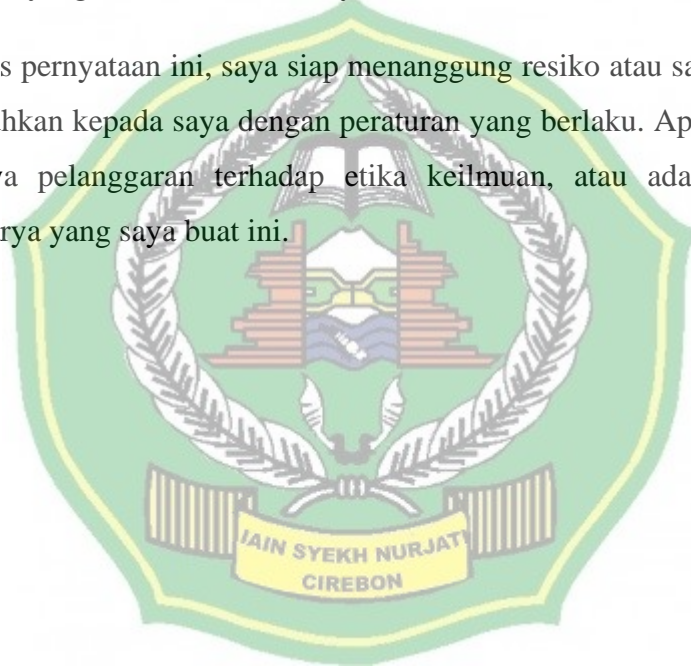 s pernyataan ini, saya siap menanggung resiko atau sa
hkan kepada saya dengan peraturan yang berlaku. Ap
a pelanggaran terhadap etika keilmuan, atau ada
rya yang saya buat ini.
IAIN SYEKH NURJATI
CIREBON